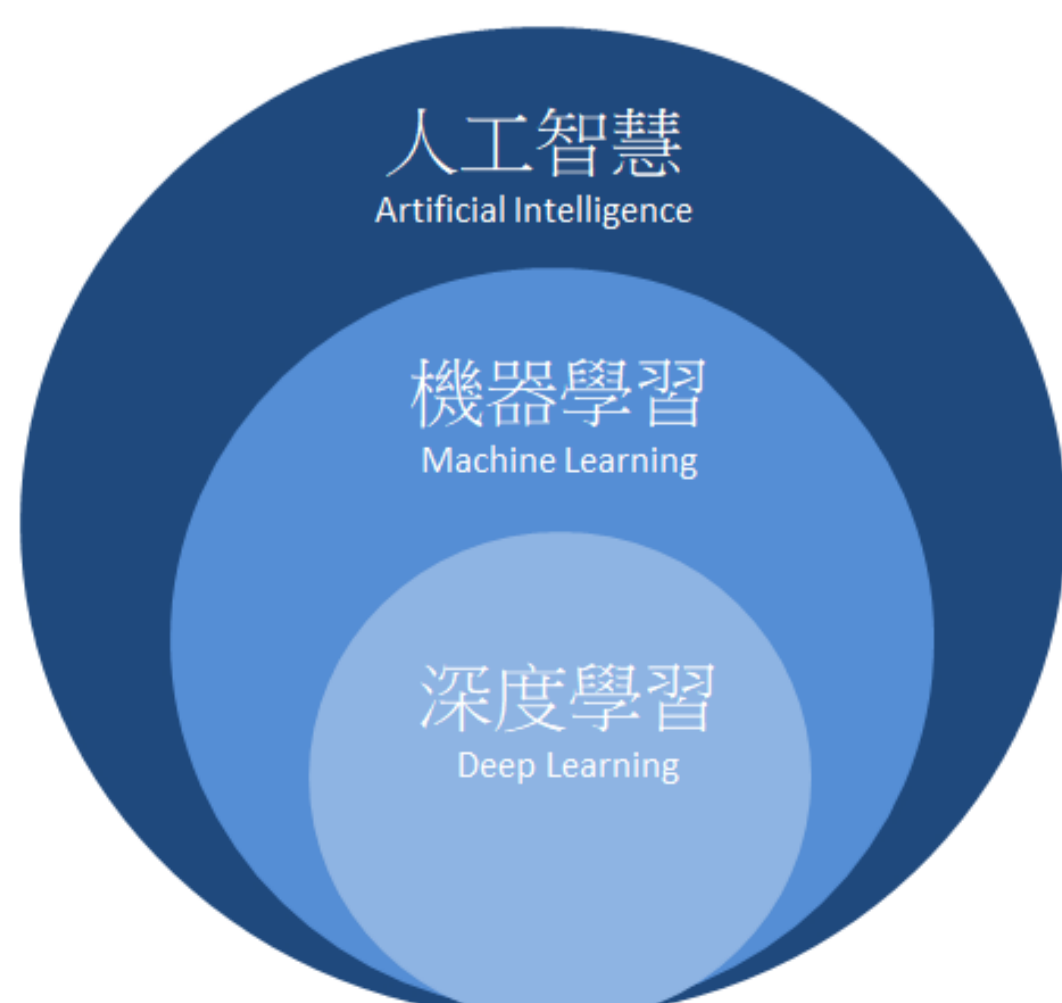 人工智慧
Artificial Intelligence
機器學習
Machine Learning
深度學習
Deep Learning